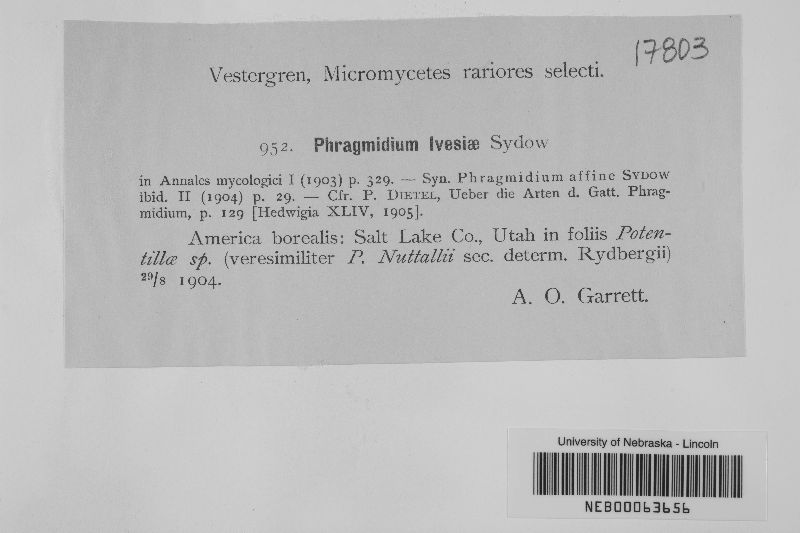 17803
Vestergren, Micromycetes rariores selecti.
952. Phragmidium Ivesiæ Sydow
in Annales mycologici I (1903) p. 329. — Syn. Phragmidium affine Sydow
ibid. II (1904) p. 29. — Cfr. P. Dietel, Ueber die Arten d. Gatt. Phrag-
midium, p. 129 [Hedwigia XLIV, 1905].
America borealis: Salt Lake Co., Utah in foliis Poten-
tillæ sp. (veresimiliter P. Nuttallii sec. determ. Rydbergii)
29/8 1904.
A. O. Garrett.
University of Nebraska - Lincoln
NEB00063656